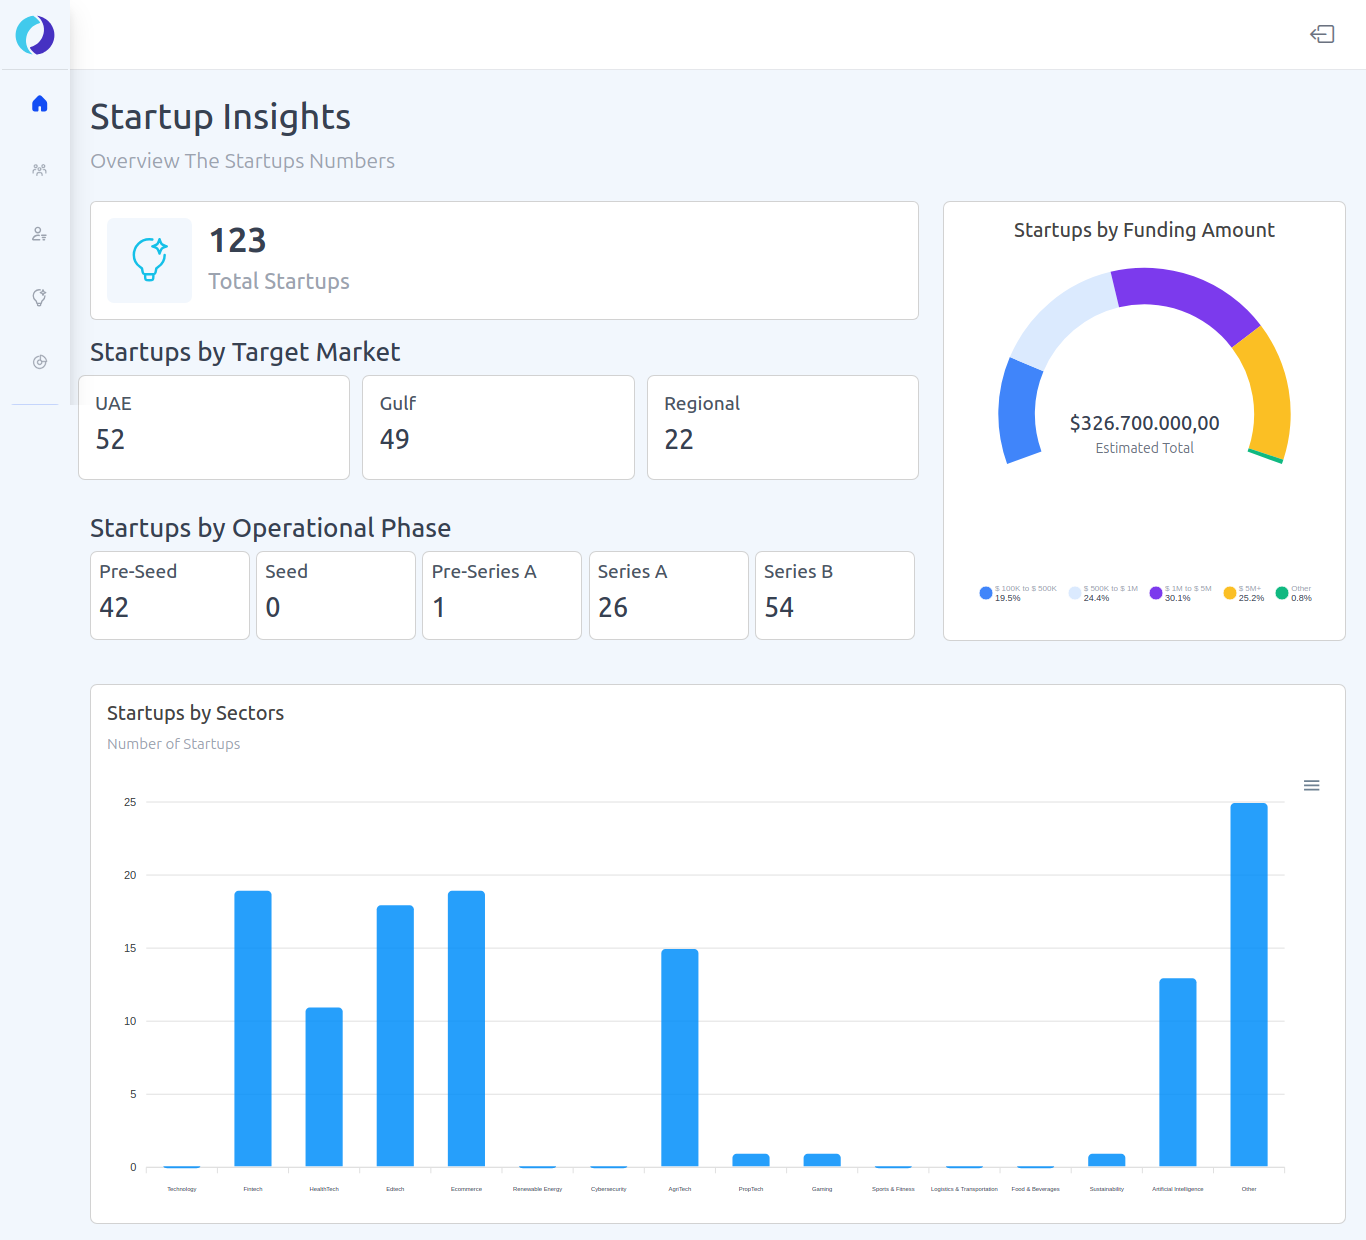 Startup Insights
Overview The Startups Numbers
123
Total Startups
Startups by Target Market
UAE
52
Gulf
49
Regional
22
Startups by Operational Phase
Pre-Seed
42
Seed
0
Pre-Series A
1
Series A
26
Series B
54
Startups by Funding Amount
$326.700.000,00
Estimated Total
$ 100K to $ 500K
19.5%
$ 500K to $ 1M
24.4%
$ 1M to $ 5M
30.1%
$ 5M+
25.2%
Other
0.8%
Startups by Sectors
Number of Startups
25
20
15
10
5
0
Technology
Fintech
HealthTech
Edtech
Ecommerce
Renewable Energy
Cybersecurity
AgriTech
PropTech
Gaming
Sports & Fitness
Logistics & Transportation
Food & Beverages
Sustainability
Artificial Intelligence
Other